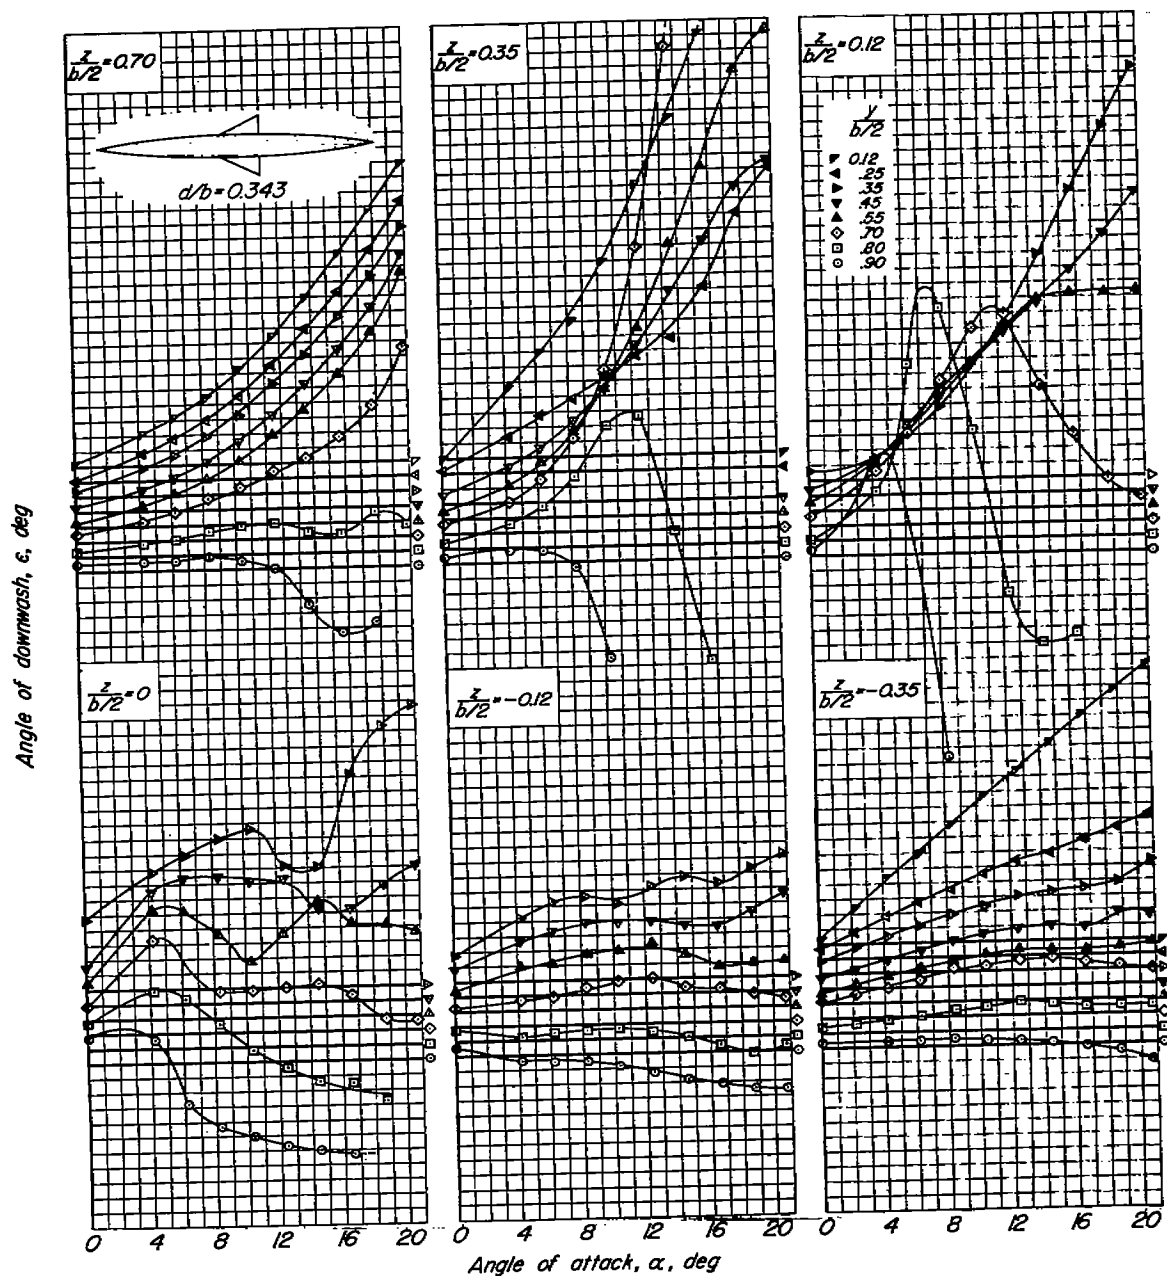 z/b/2 = 0.70
z/b/2 = 0.35
z/b/2 = 0.12
d/b = 0.343
y/b/2
0.12
.25
.35
.45
.55
.70
.80
.90
Angle of downwash, ϵ, deg
z/b/2 = 0
z/b/2 = -0.12
z/b/2 = -0.35
0 4 8 12 16 20 0 4 8 12 16 20 0 4 8 12 16 20
Angle of attack, α, deg